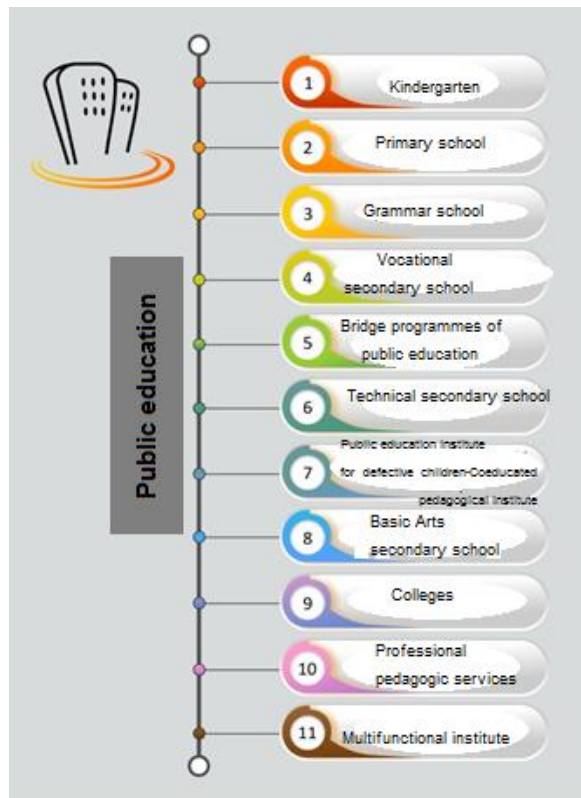 Public education
1
Kindergarten
2
Primary school
3
Grammar school
4
Vocational
secondary school
5
Bridge programmes of
public education
6
Technical secondary school
7
Public education institute
for defective children-Coeducated
pedagogical institute
8
Basic Arts
secondary school
9
Colleges
10
Professional
pedagogic services
11
Multifunctional institute